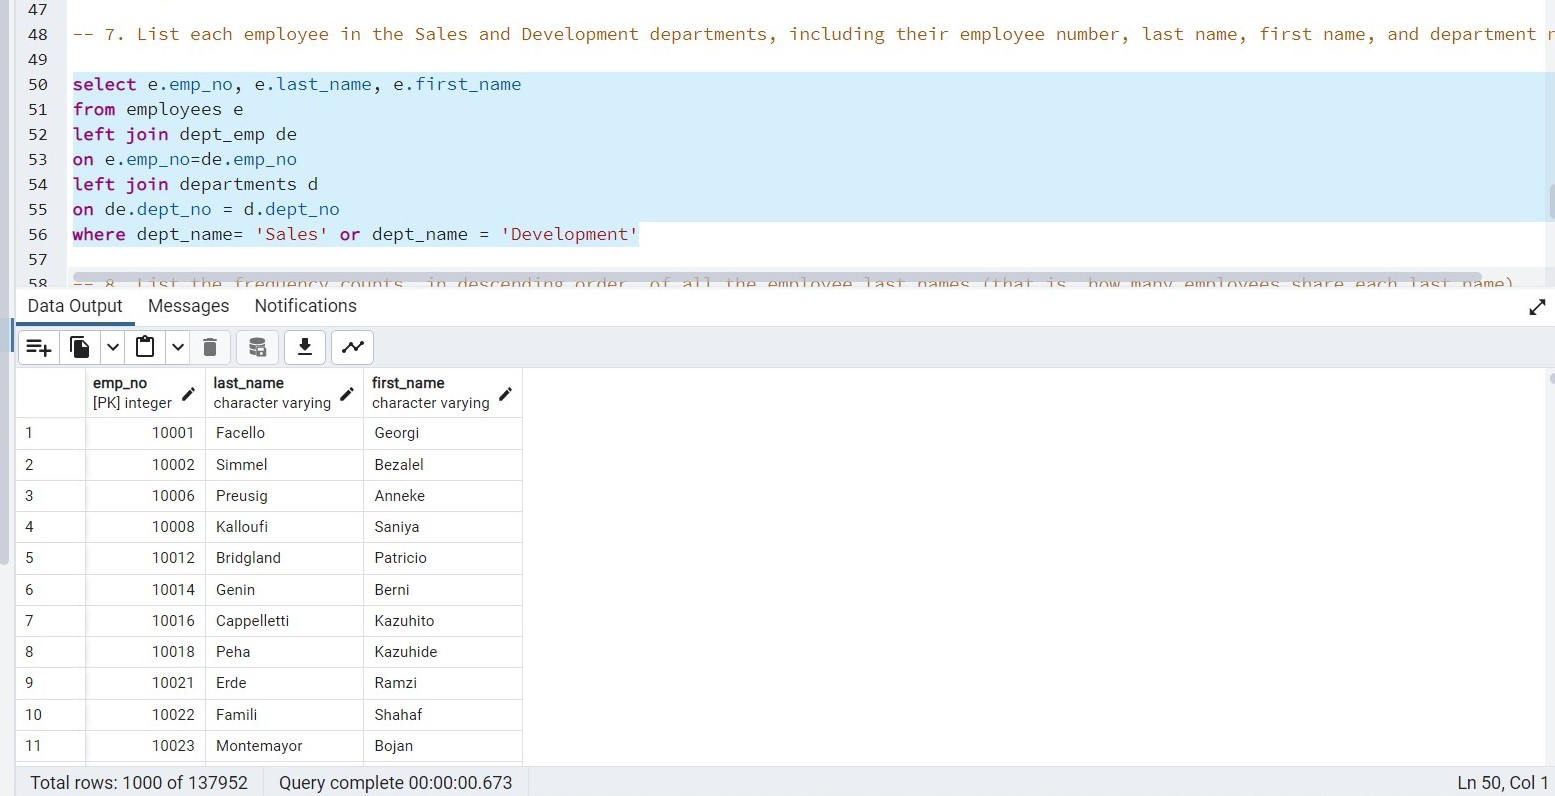 47
48 -- 7. List each employee in the Sales and Development departments, including their employee number, last name, first name, and department
49
50 select e.emp_no, e.last_name, e.first_name
51 from employees e
52 left join dept_emp de
53 on e.emp_no=de.emp_no
54 left join departments d
55 on de.dept_no = d.dept_no
56 where dept_name= 'Sales' or dept_name = 'Development'
57
58 -- 8. List the frequency counts, in descending order, of all the employee last names (that is, how many employees share each last name)
Data Output Messages Notifications
emp_no last_name first_name
[PK] integer character varying character varying
1 10001 Facello Georgi
2 10002 Simmel Bezalel
3 10006 Preusig Anneke
4 10008 Kalloufi Saniya
5 10012 Bridgland Patricio
6 10014 Genin Berni
7 10016 Cappelletti Kazuhito
8 10018 Peha Kazuhide
9 10021 Erde Ramzi
10 10022 Famili Shahaf
11 10023 Montemayor Bojan
Total rows: 1000 of 137952 Query complete 00:00:00.673 Ln 50, Col 1